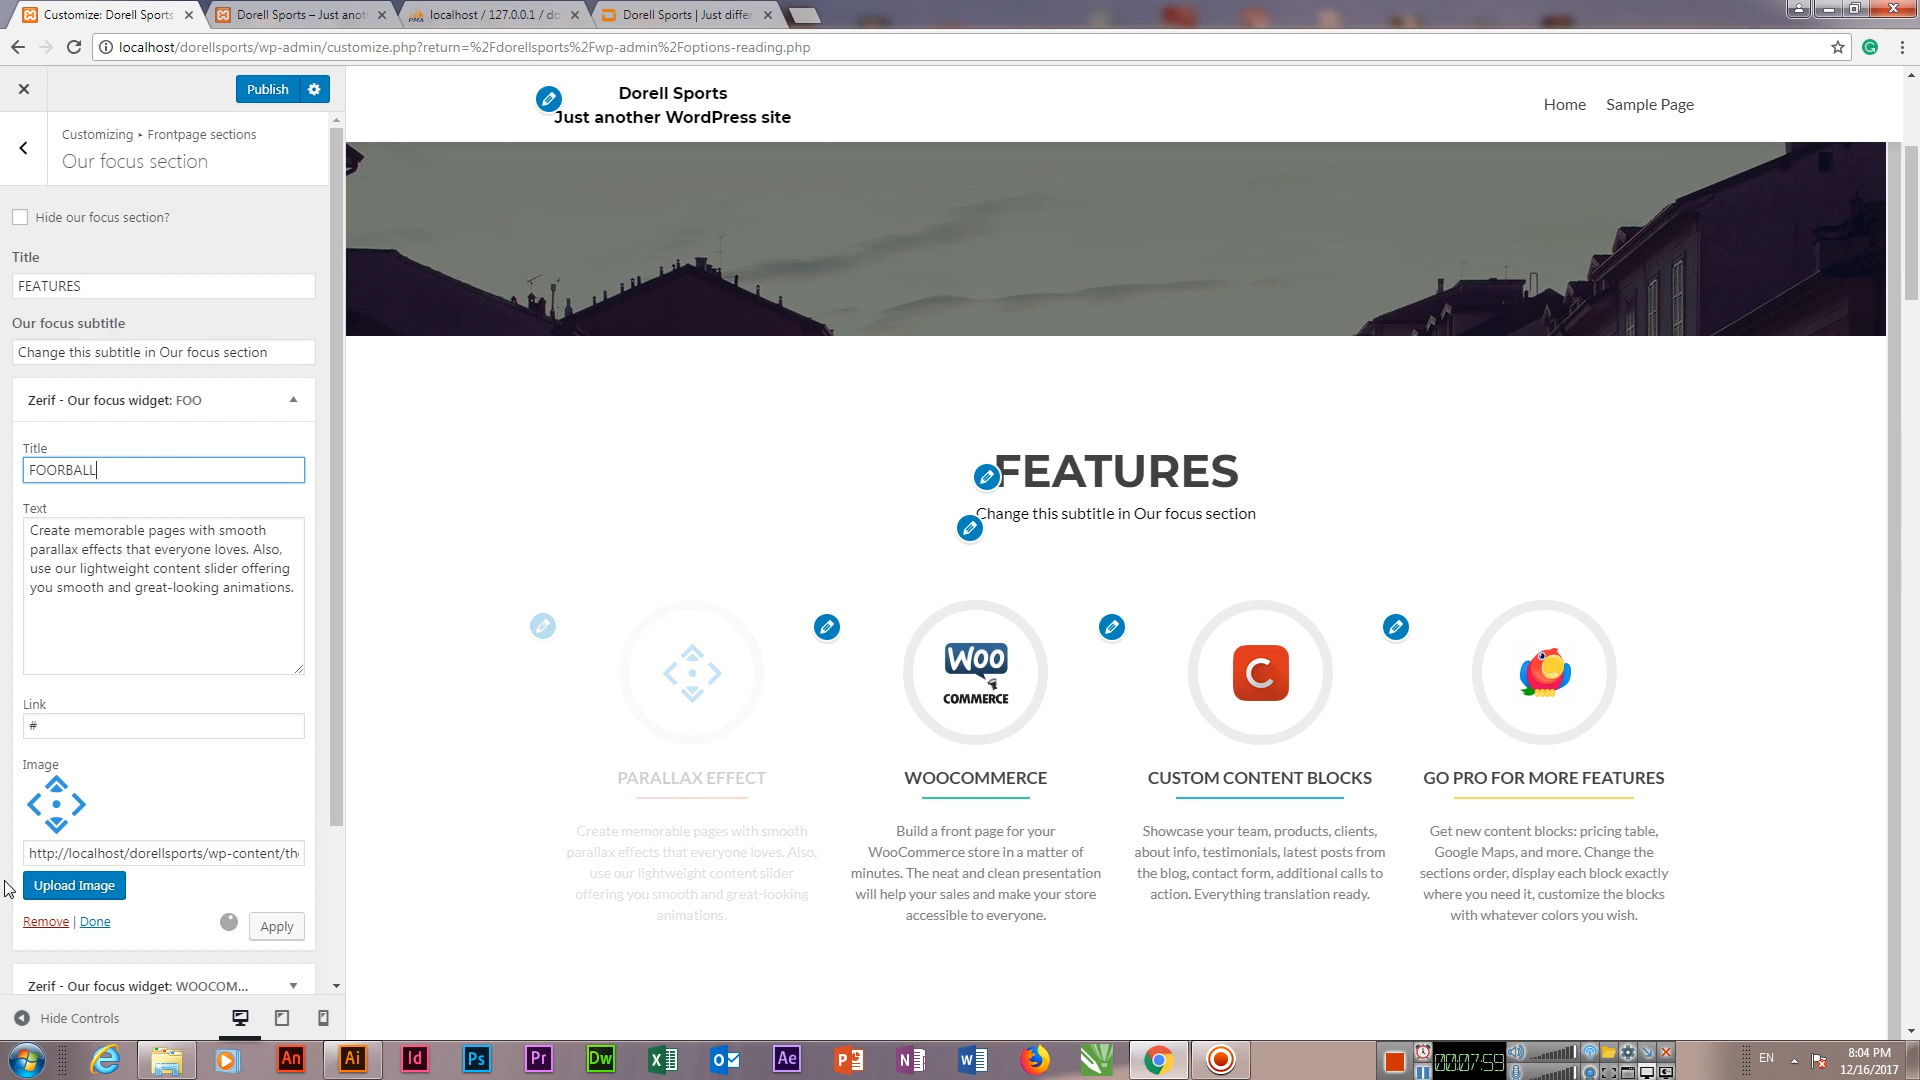 Customize: Dorell Sports
Dorell Sports – Just anot
localhost / 127.0.0.1 / do
Dorell Sports | Just differ
localhost/dorellsports/wp-admin/customize.php?return=%2Fdorellsports%2Fwp-admin%2Foptions-reading.php
Publish
Customizing ▸ Frontpage sections
Our focus section
Hide our focus section?
Title
FEATURES
Our focus subtitle
Change this subtitle in Our focus section
Zerif - Our focus widget: FOO
Title
FOORBALL
Text
Create memorable pages with smooth
parallax effects that everyone loves. Also,
use our lightweight content slider offering
you smooth and great-looking animations.
Link
#
Image
http://localhost/dorellsports/wp-content/th
Upload Image
Remove | Done
Apply
Zerif - Our focus widget: WOOCOM...
Hide Controls
Dorell Sports
Just another WordPress site
Home
Sample Page
FEATURES
Change this subtitle in Our focus section
WOO
COMMERCE
C
PARALLAX EFFECT
Create memorable pages with smooth
parallax effects that everyone loves. Also,
use our lightweight content slider
offering you smooth and great-looking
animations.
WOOCOMMERCE
Build a front page for your
WooCommerce store in a matter of
minutes. The neat and clean presentation
will help your sales and make your store
accessible to everyone.
CUSTOM CONTENT BLOCKS
Showcase your team, products, clients,
about info, testimonials, latest posts from
the blog, contact form, additional calls to
action. Everything translation ready.
GO PRO FOR MORE FEATURES
Get new content blocks: pricing table,
Google Maps, and more. Change the
sections order, display each block exactly
where you need it, customize the blocks
with whatever colors you wish.
An
Ai
Id
Ps
Pr
Dw
Ae
00:07:59
EN
8:04 PM
12/16/2017